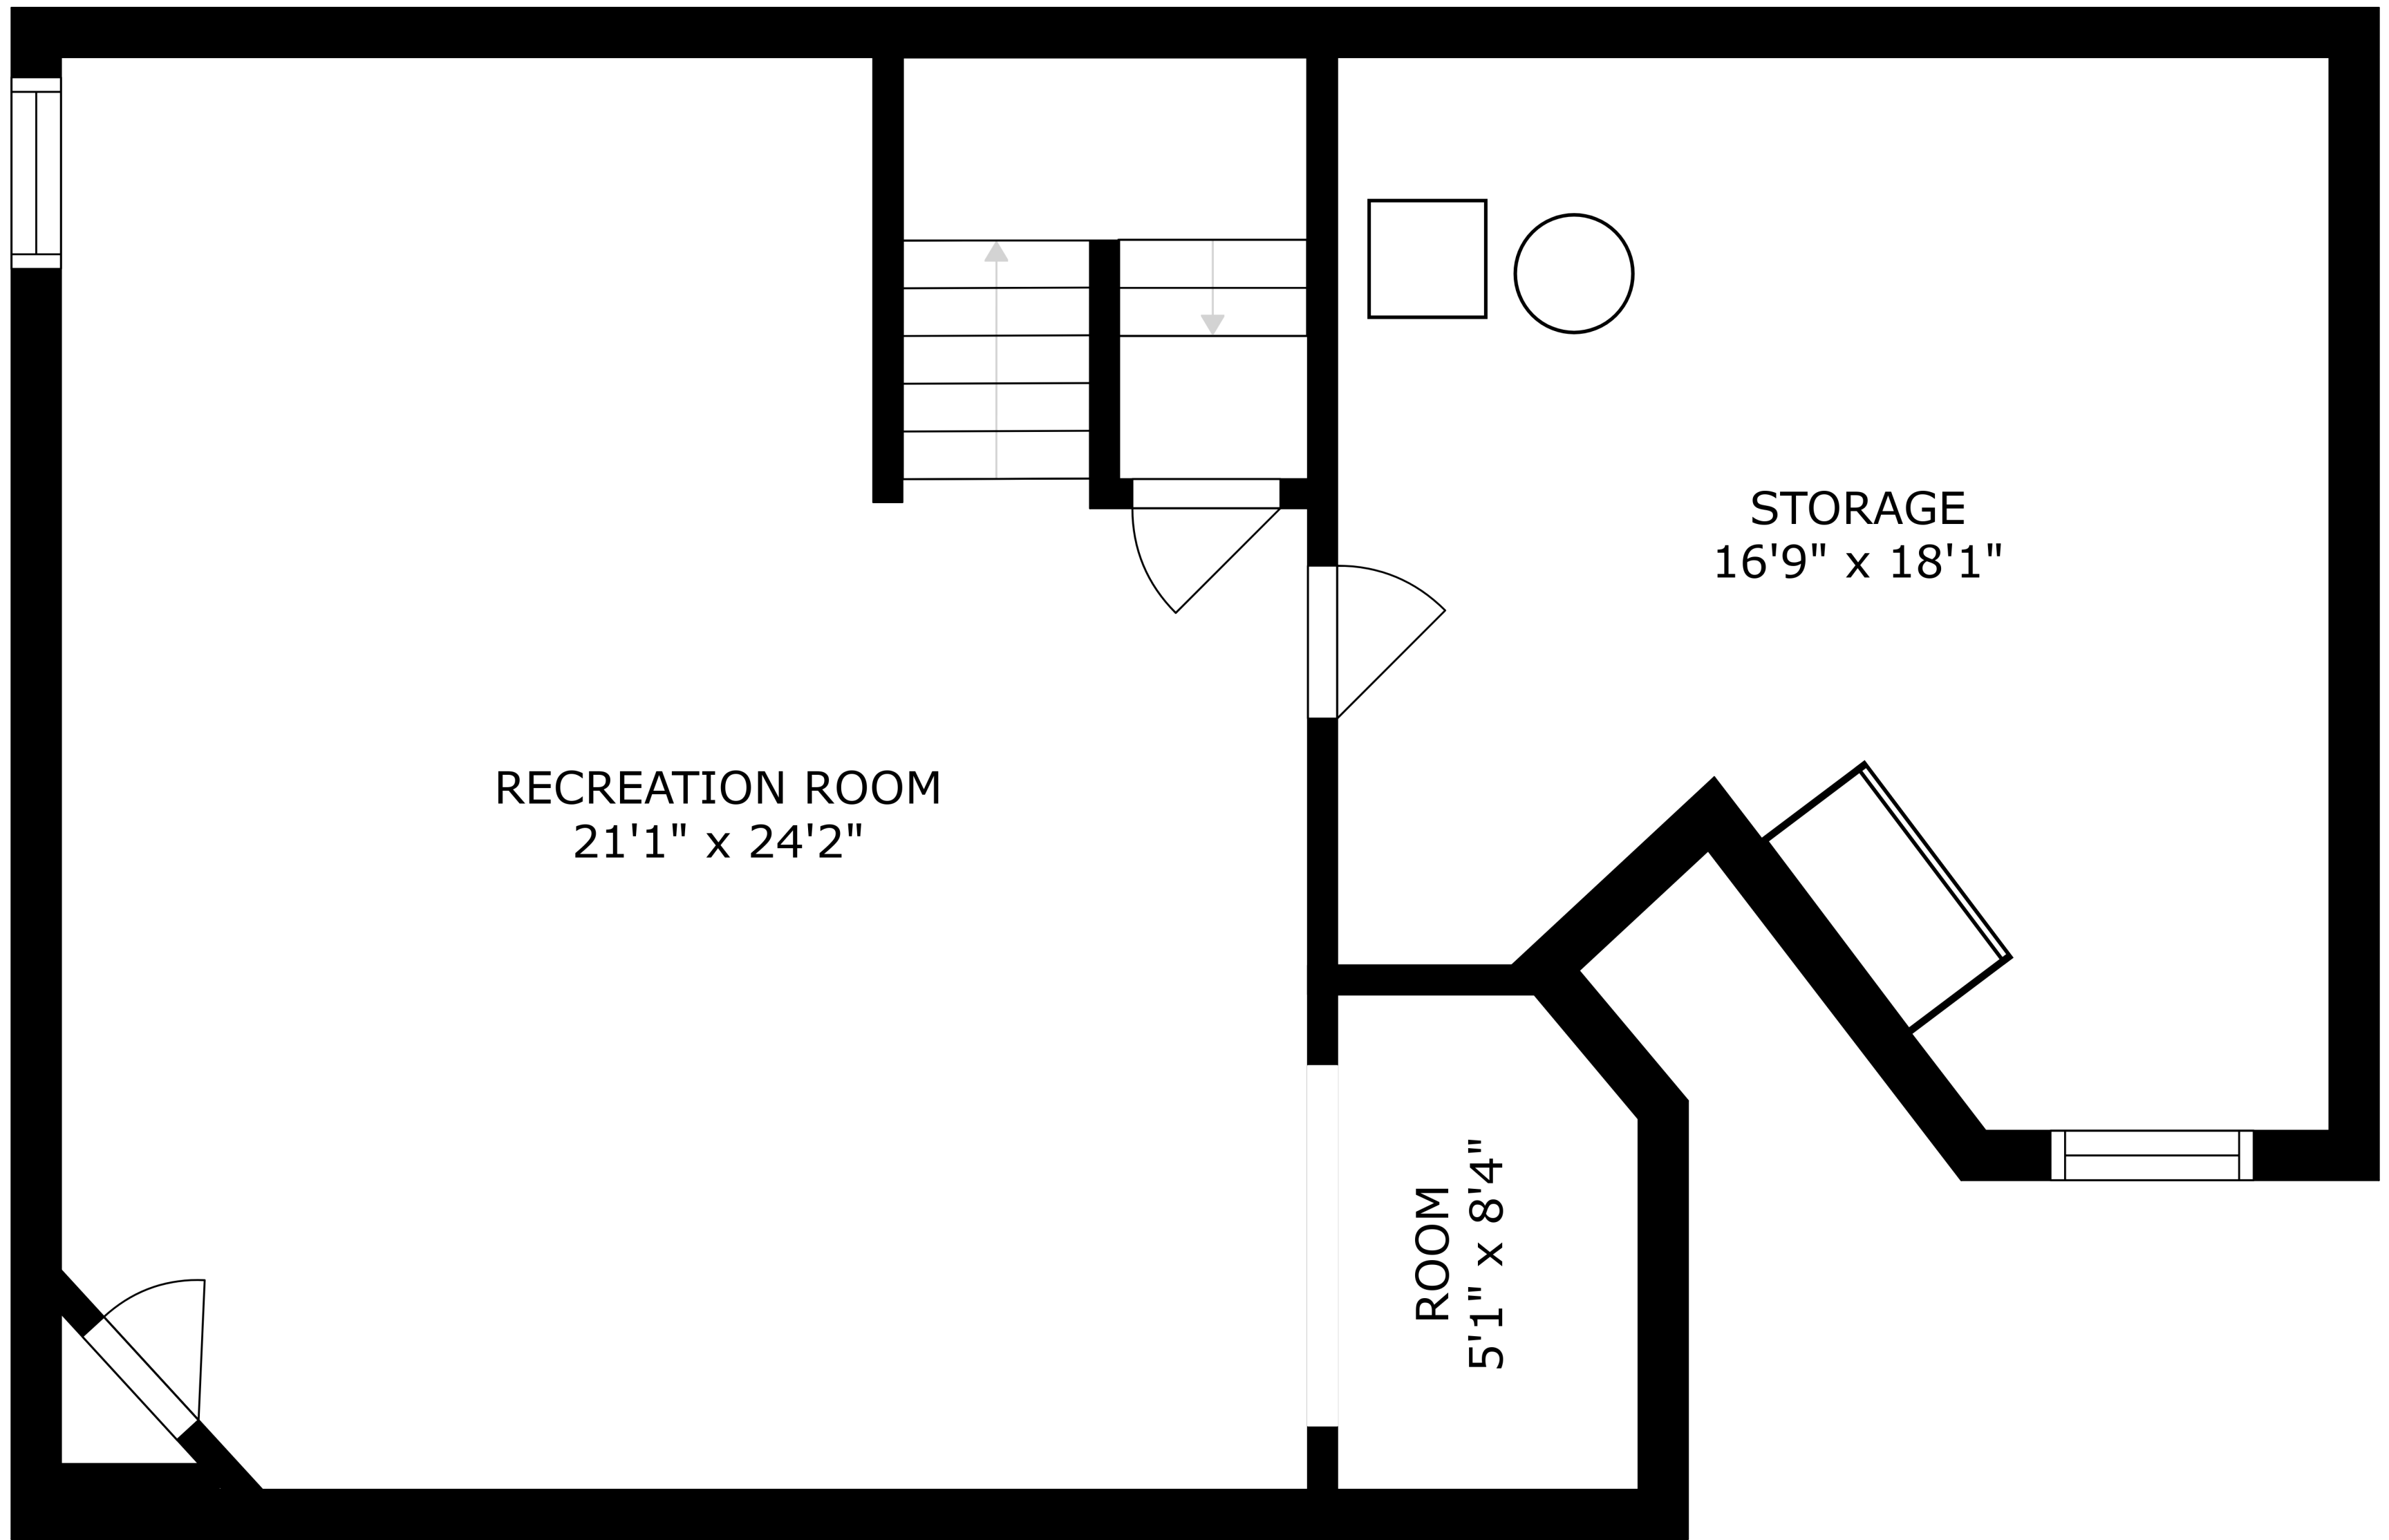 STORAGE
16'9" x 18'1"
RECREATION ROOM
21'1" x 24'2"
ROOM
5'1" x 8'4"